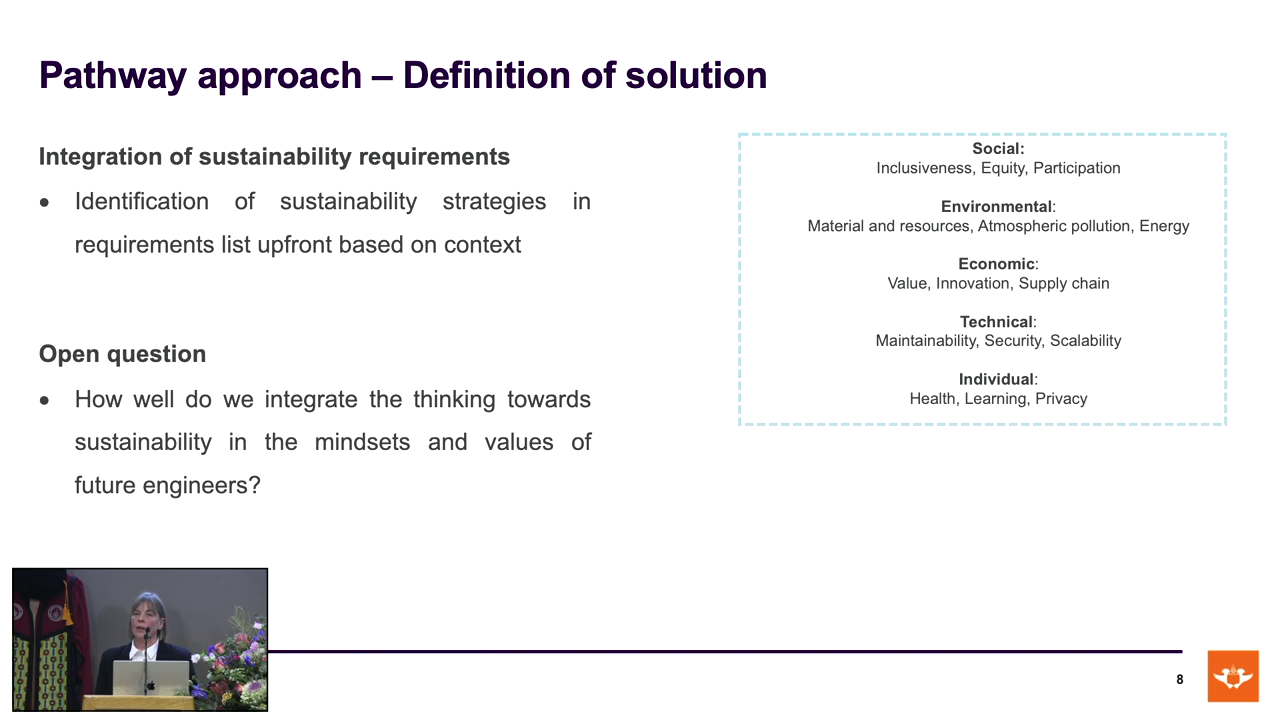 Pathway approach – Definition of solution
Integration of sustainability requirements
• Identification of sustainability strategies in
requirements list upfront based on context
Open question
• How well do we integrate the thinking towards
sustainability in the mindsets and values of
future engineers?
Social:
Inclusiveness, Equity, Participation
Environmental:
Material and resources, Atmospheric pollution, Energy
Economic:
Value, Innovation, Supply chain
Technical:
Maintainability, Security, Scalability
Individual:
Health, Learning, Privacy
8